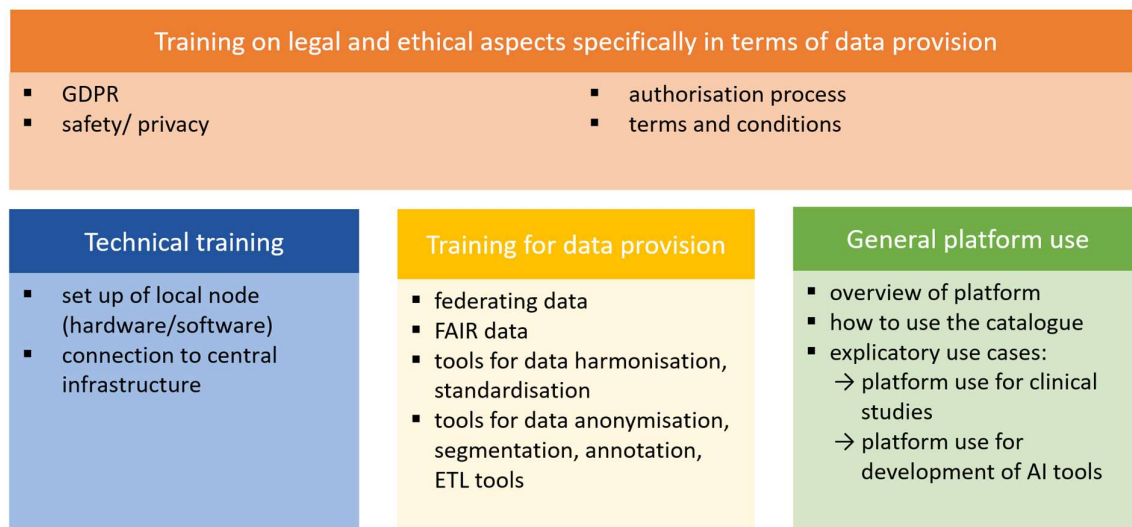 Training on legal and ethical aspects specifically in terms of data provision
▪ GDPR
▪ safety/ privacy
▪ authorisation process
▪ terms and conditions
Technical training
▪ set up of local node
(hardware/software)
▪ connection to central
infrastructure
Training for data provision
▪ federating data
▪ FAIR data
▪ tools for data harmonisation,
standardisation
▪ tools for data anonymisation,
segmentation, annotation,
ETL tools
General platform use
▪ overview of platform
▪ how to use the catalogue
▪ explicatory use cases:
→ platform use for clinical
studies
→ platform use for
development of AI tools